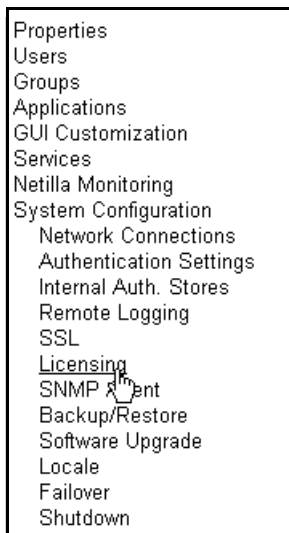 Properties
Users
Groups
Applications
GUI Customization
Services
Netilla Monitoring
System Configuration
Network Connections
Authentication Settings
Internal Auth. Stores
Remote Logging
SSL
Licensing
SNMP Agent
Backup/Restore
Software Upgrade
Locale
Failover
Shutdown